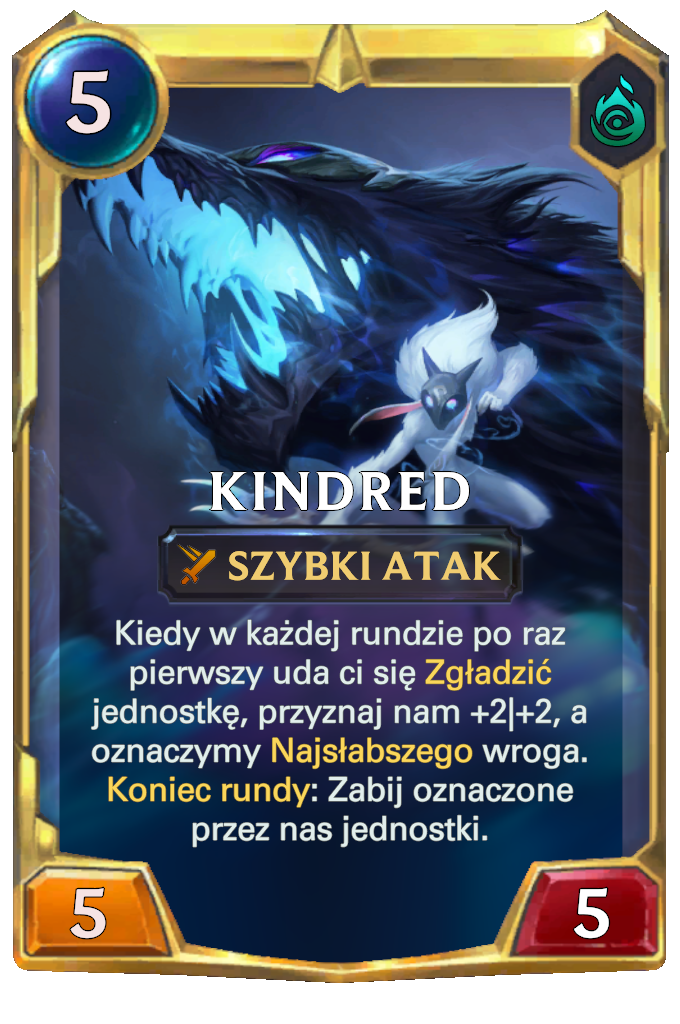 5
KINDRED
SZYBKI ATAK
Kiedy w każdej rundzie po raz
pierwszy uda ci się Zgładzić
jednostkę, przyznaj nam +2|+2, a
oznaczymy Najsłabszego wroga.
Koniec rundy: Zabij oznaczone
przez nas jednostki.
5
5